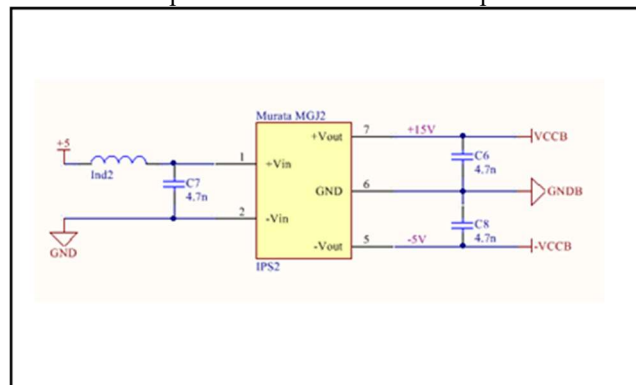 Murata MGJ2
+5
Ind2
C7
4.7n
1
+Vin
2
-Vin
GND
+Vout
7
+15V
VCCB
C6
4.7n
GND
6
GNDB
C8
4.7n
-Vout
5
-5V
-VCCB
IPS2